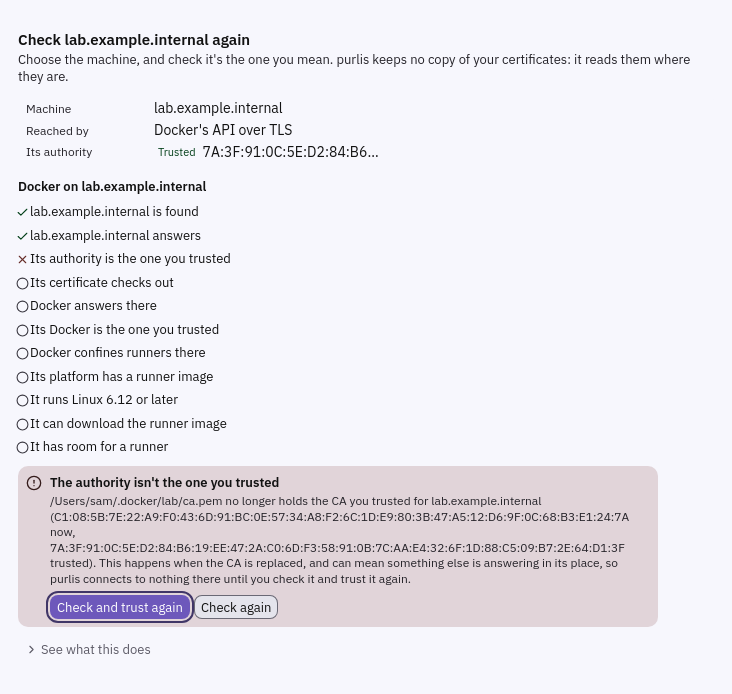 Check lab.example.internal again
Choose the machine, and check it's the one you mean. purlis keeps no copy of your certificates: it reads them where
they are.
Machine lab.example.internal
Reached by Docker's API over TLS
Its authority Trusted 7A:3F:91:0C:5E:D2:84:B6...
Docker on lab.example.internal
lab.example.internal is found
lab.example.internal answers
Its authority is the one you trusted
Its certificate checks out
Docker answers there
Its Docker is the one you trusted
Docker confines runners there
Its platform has a runner image
It runs Linux 6.12 or later
It can download the runner image
It has room for a runner
The authority isn't the one you trusted
/Users/sam/.docker/lab/ca.pem no longer holds the CA you trusted for lab.example.internal
(C1:08:5B:7E:22:A9:F0:43:6D:91:BC:0E:57:34:A8:F2:6C:1D:E9:80:3B:47:A5:12:D6:9F:0C:68:B3:E1:24:7A
now,
7A:3F:91:0C:5E:D2:84:B6:19:EE:47:2A:C0:6D:F3:58:91:0B:7C:AA:E4:32:6F:1D:88:C5:09:B7:2E:64:D1:3F
trusted). This happens when the CA is replaced, and can mean something else is answering in its place, so
purlis connects to nothing there until you check it and trust it again.
Check and trust again Check again
See what this does